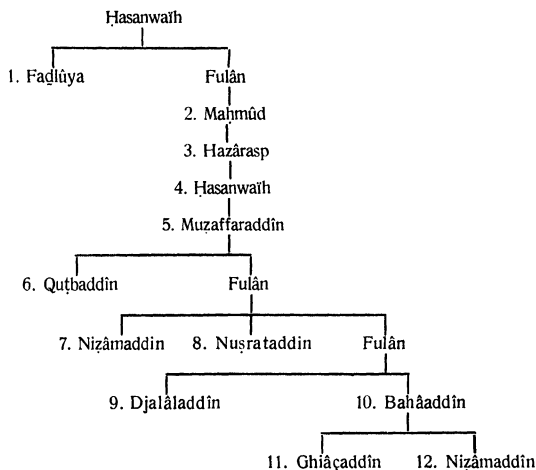 Ḥasanwaïh
1. Faḍlûya Fulân
2. Maḥmûd
3. Hazârasp
4. Ḥasanwaïh
5. Muẓaffaraddîn
6. Quṭbaddîn Fulân
7. Niẓâmaddin 8. Nuṣrataddin Fulân
9. Djalâladdîn 10. Bahâaddîn
11. Ghiâçaddîn 12. Niẓâmaddîn